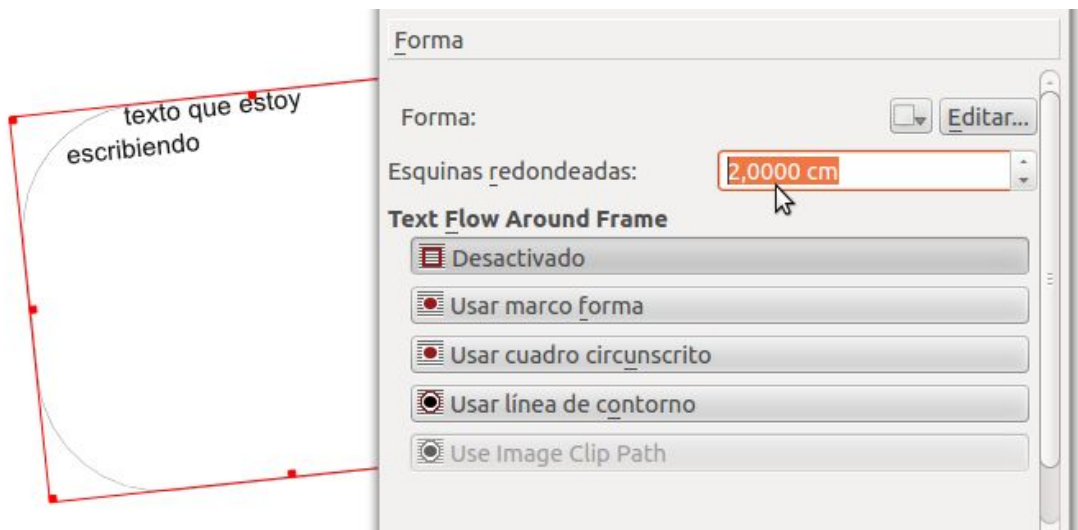 texto que estoy
escribiendo
Forma
Forma:
Editar...
Esquinas redondeadas:
2,0000 cm
Text Flow Around Frame
Desactivado
Usar marco forma
Usar cuadro circunscrito
Usar línea de contorno
Use Image Clip Path